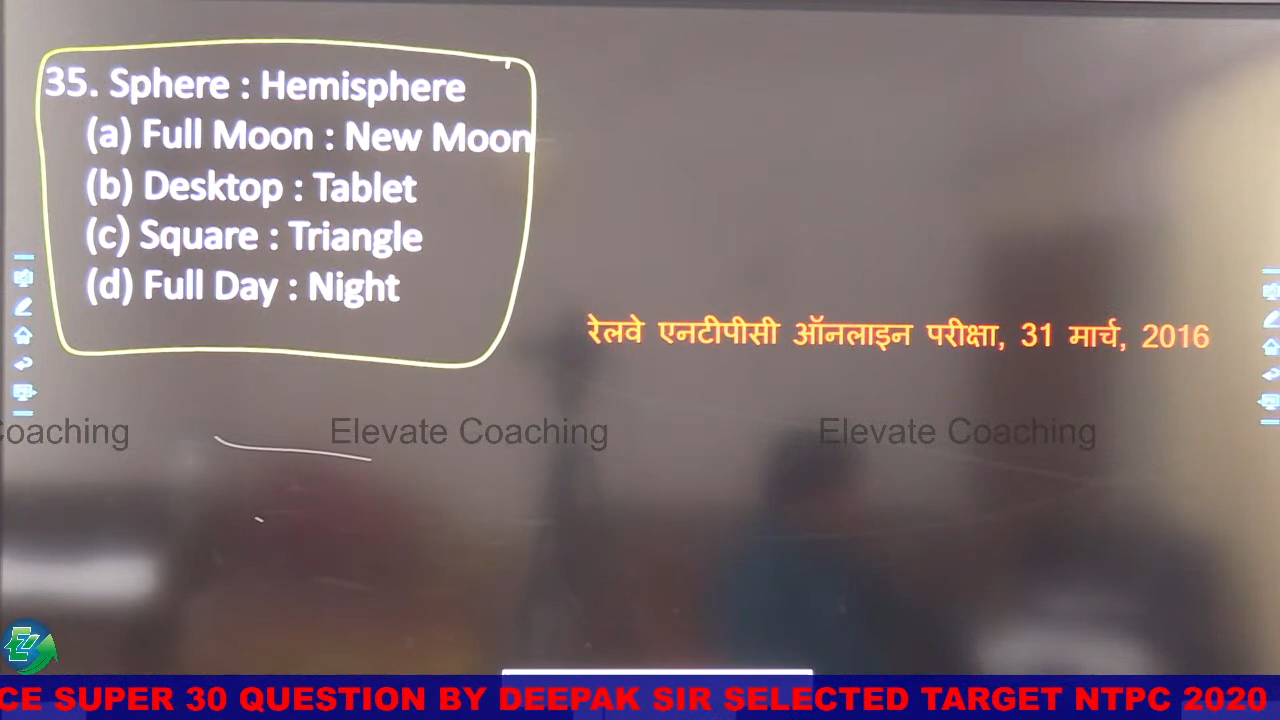 35. Sphere : Hemisphere
(a) Full Moon : New Moon
(b) Desktop : Tablet
(c) Square : Triangle
(d) Full Day : Night
रेलवे एनटीपीसी ऑनलाइन परीक्षा, 31 मार्च, 2016
Coaching Elevate Coaching Elevate Coaching
CE SUPER 30 QUESTION BY DEEPAK SIR SELECTED TARGET NTPC 2020